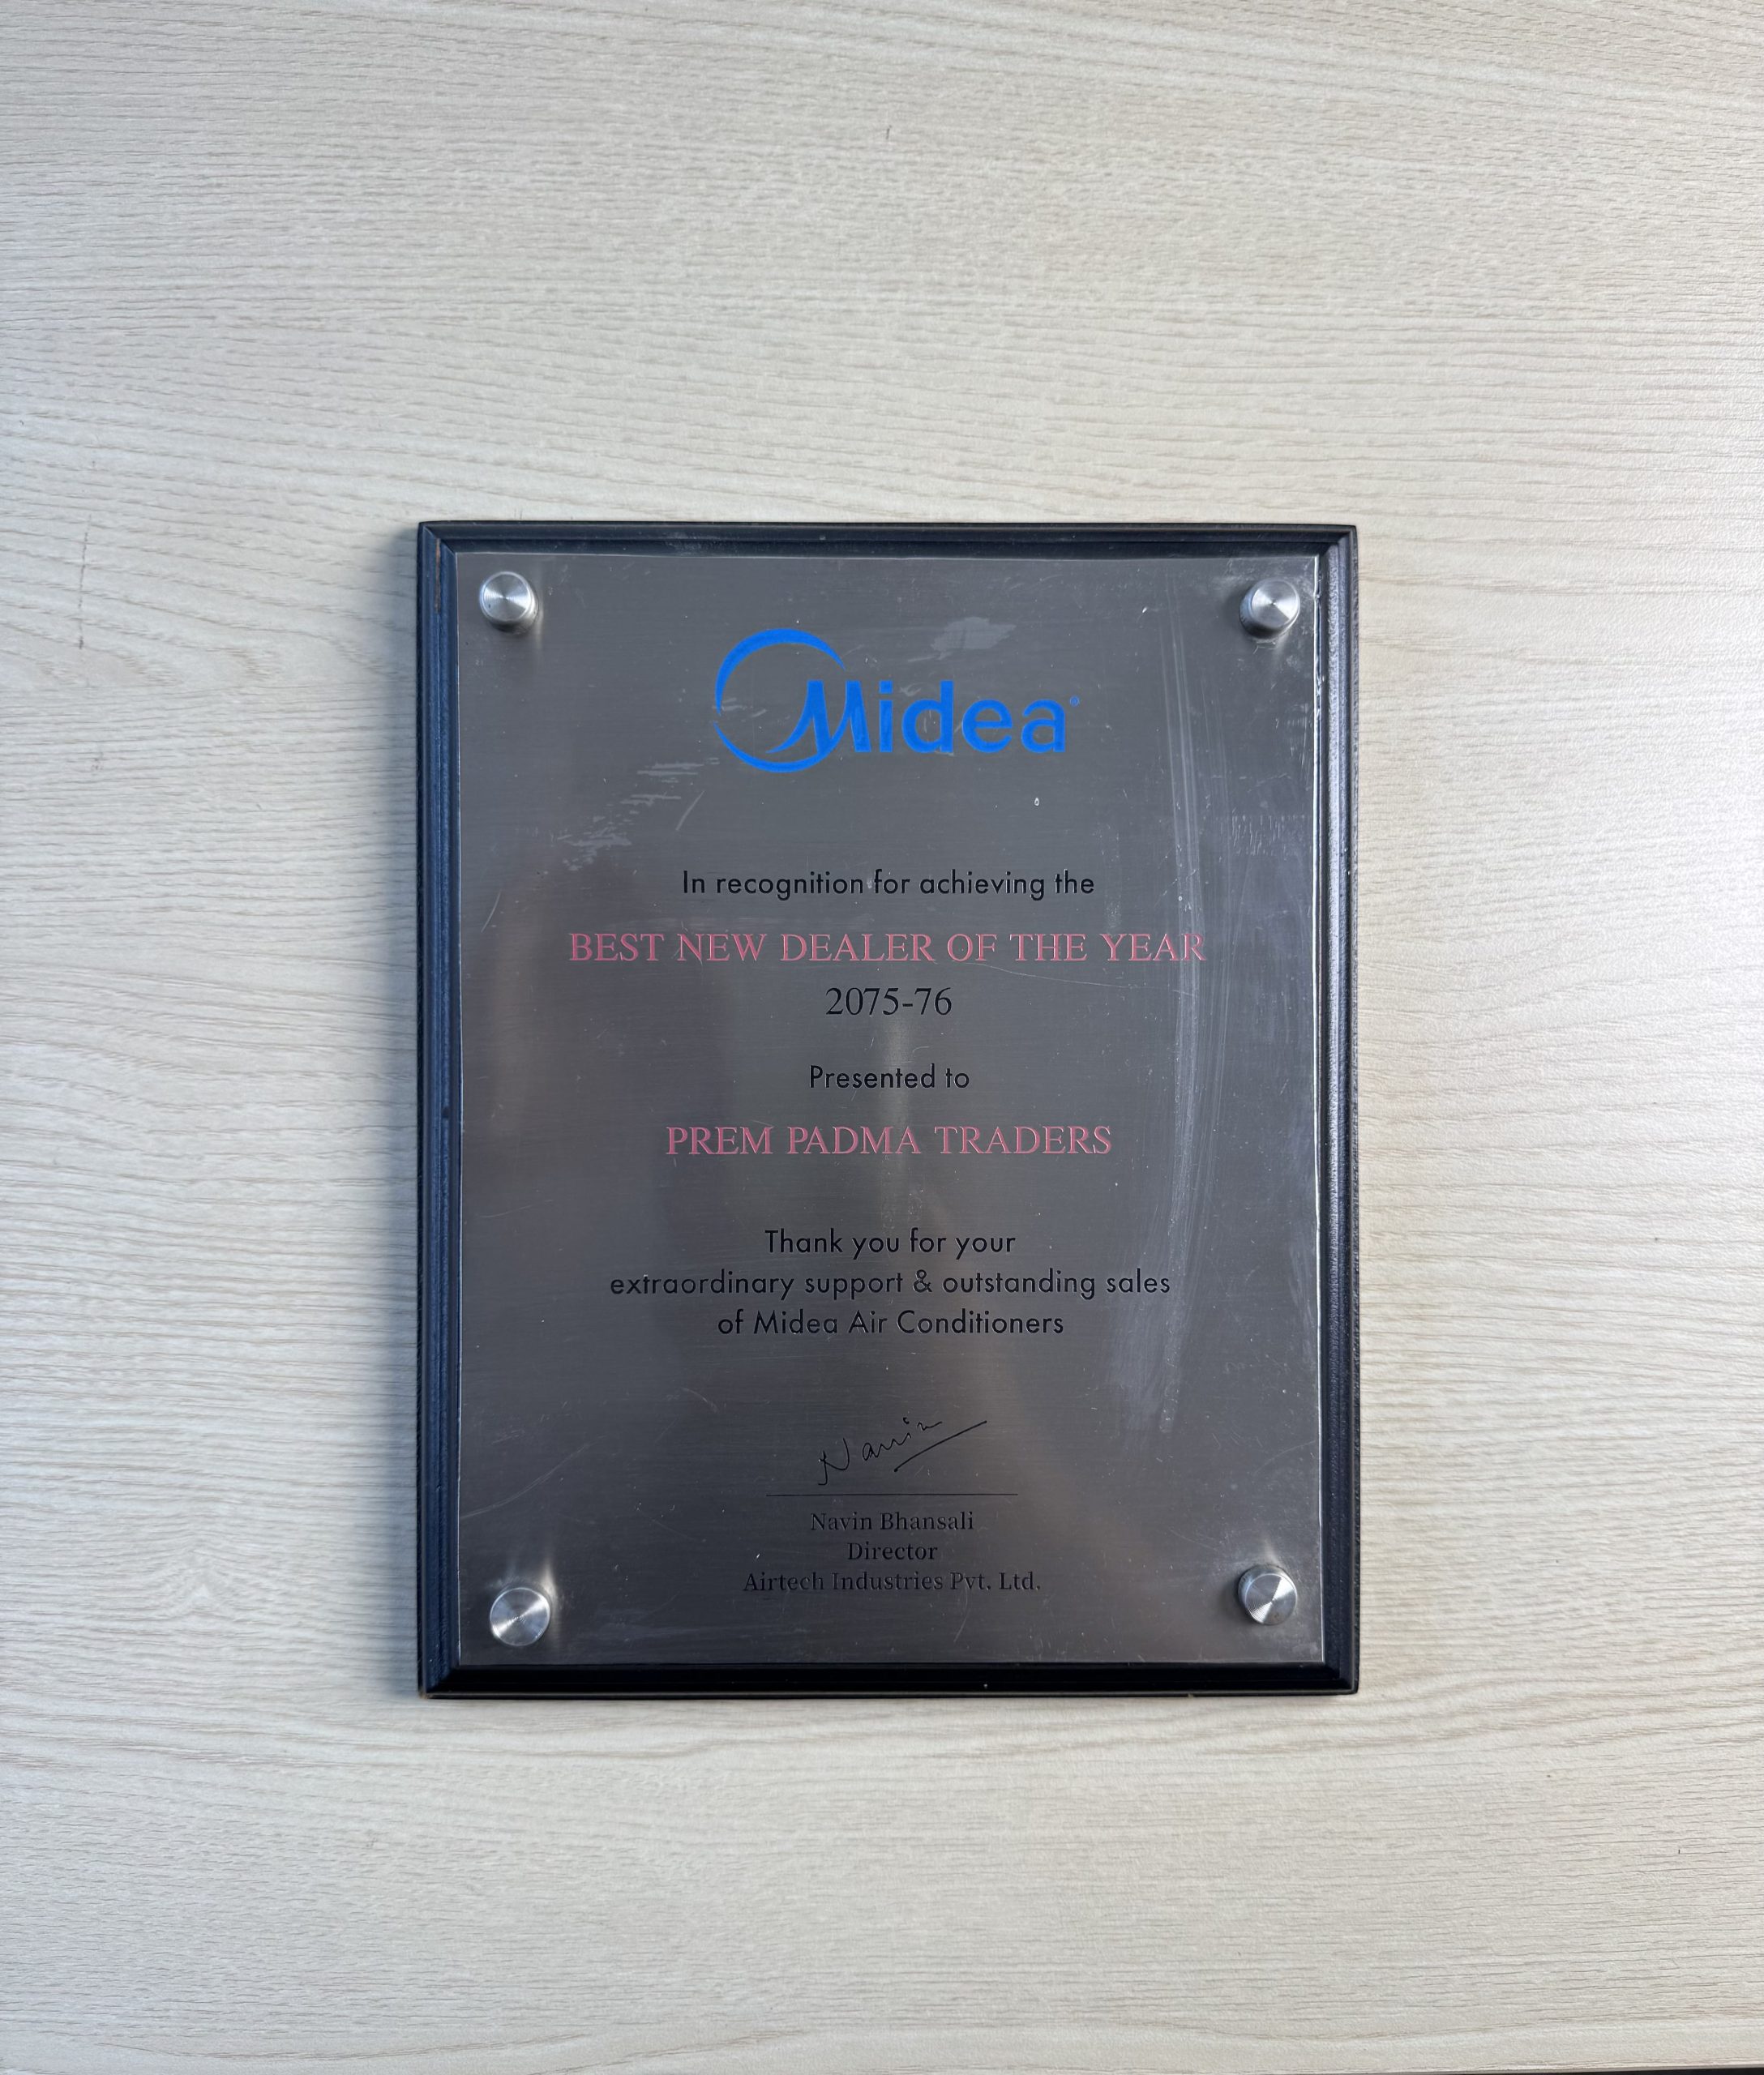 Midea
In recognition for achieving the
BEST NEW DEALER OF THE YEAR
2075-76
Presented to
PREM PADMA TRADERS
Thank you for your
extraordinary support & outstanding sales
of Midea Air Conditioners
Navin
Navin Bhansali
Director
Airtech Industries Pvt. Ltd.